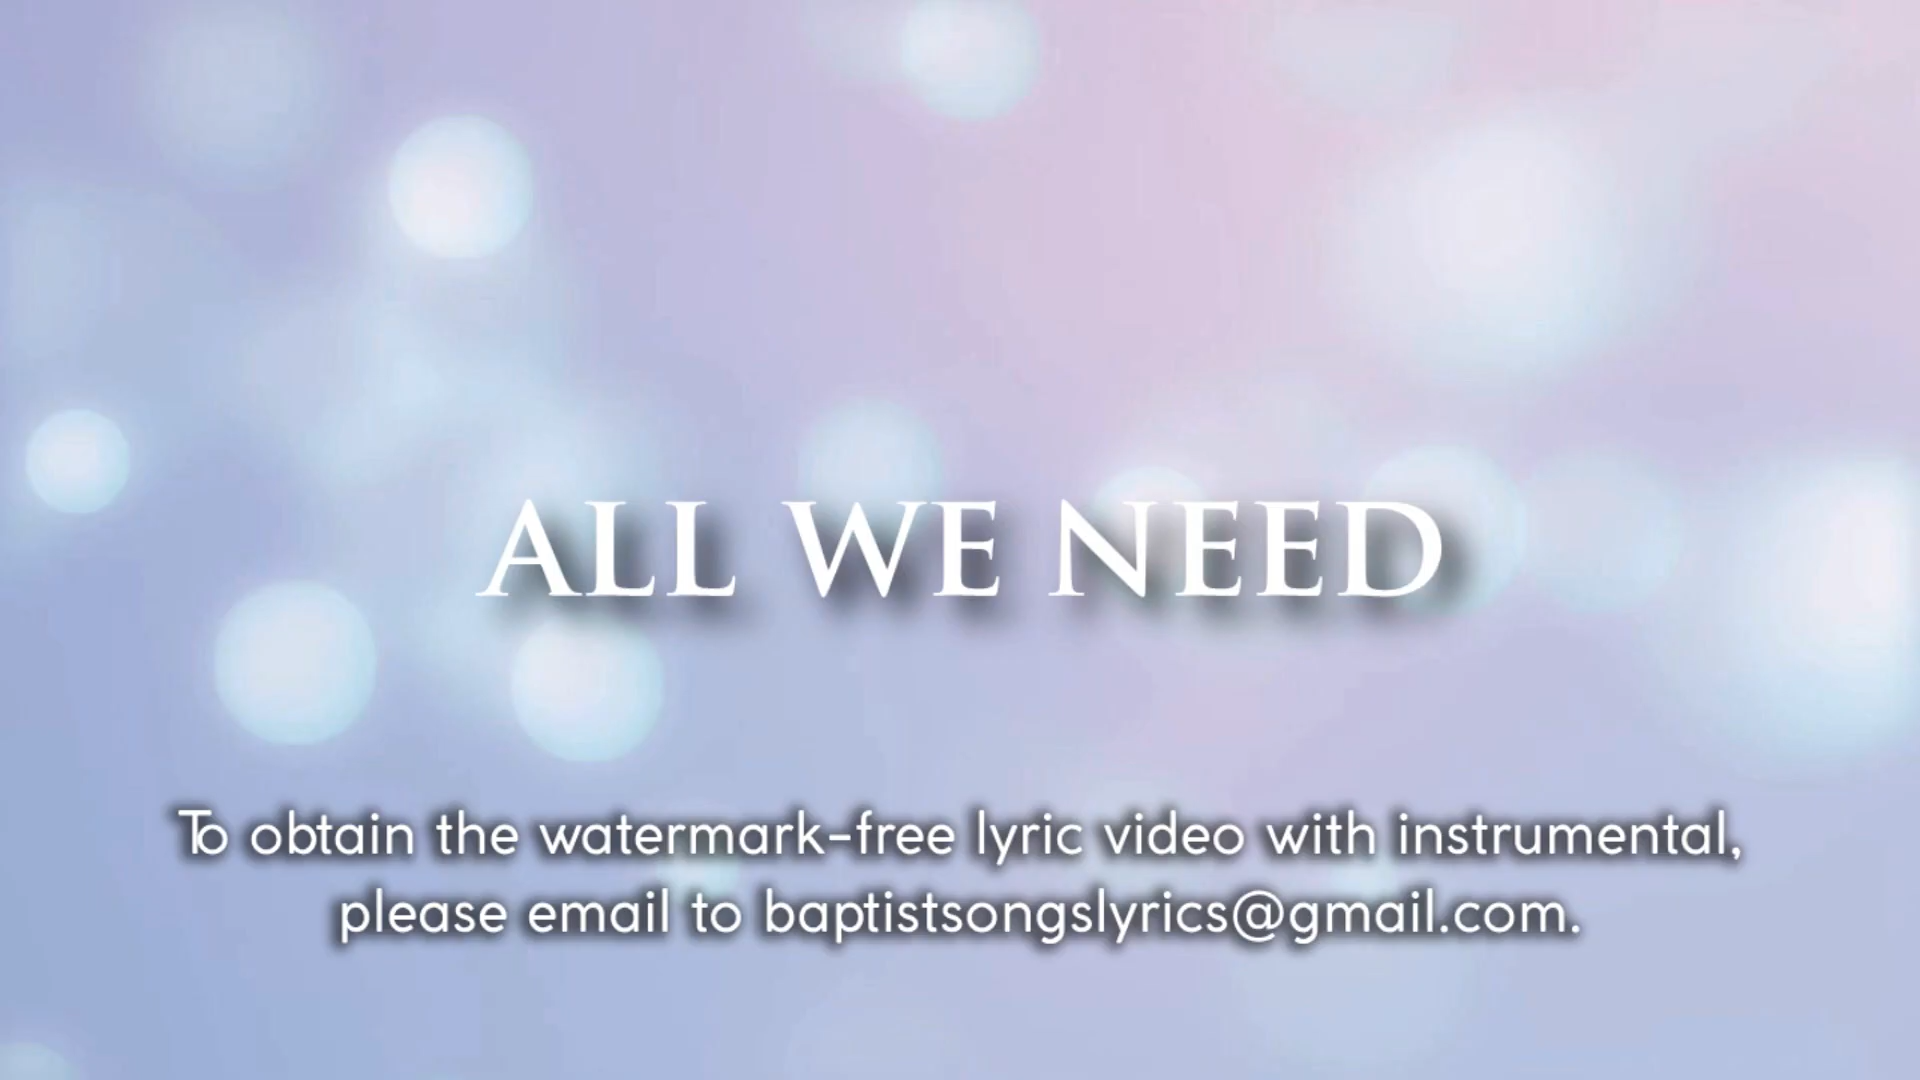 ALL WE NEED
To obtain the watermark-free lyric video with instrumental,
please email to baptistsongslyrics@gmail.com.